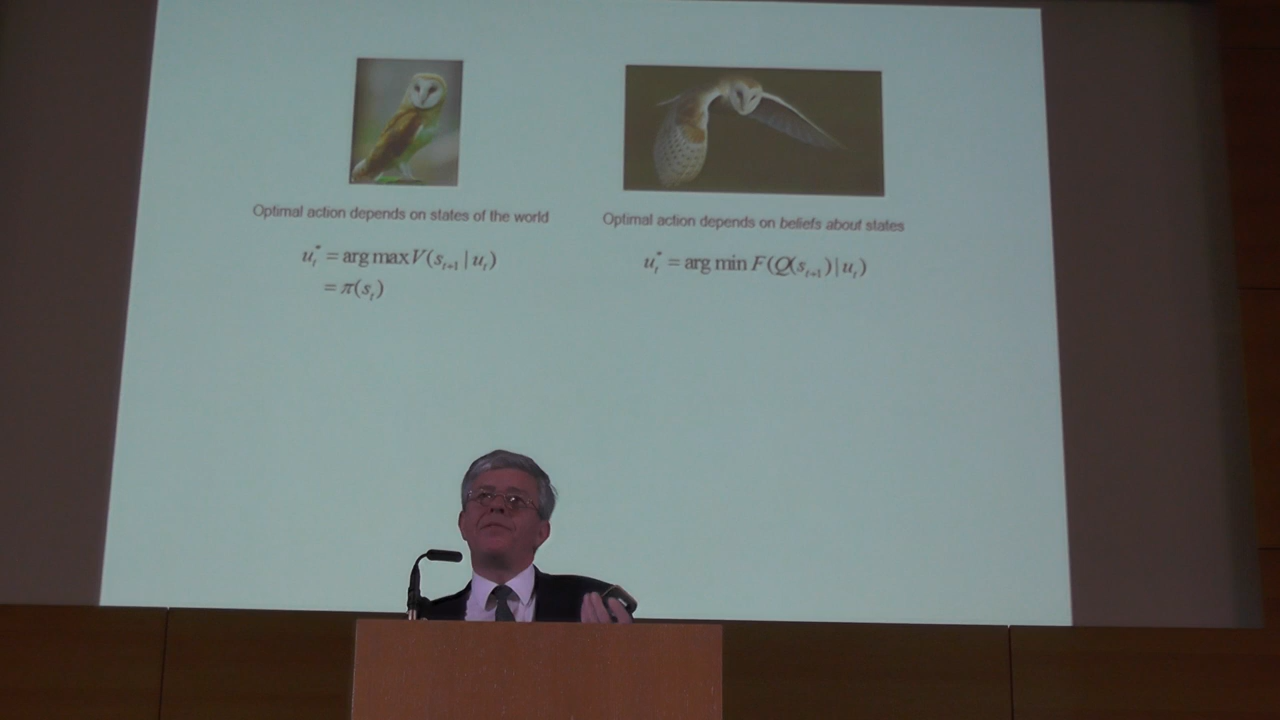 Optimal action depends on states of the world
u*ₜ = arg max V(sₜ₊₁ | uₜ)
= π(sₜ)
Optimal action depends on beliefs about states
u*ₜ = arg min F(Q(sₜ₊₁) | uₜ)